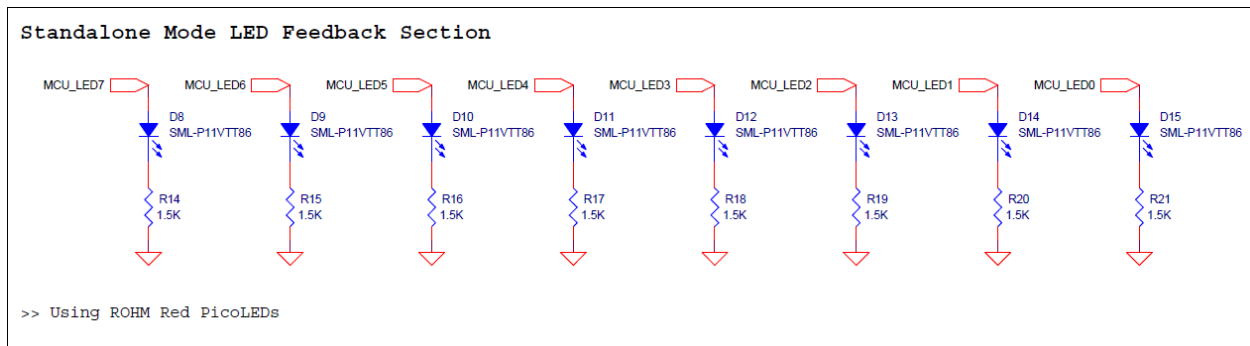 Standalone Mode LED Feedback Section
MCU_LED7 MCU_LED6 MCU_LED5 MCU_LED4 MCU_LED3 MCU_LED2 MCU_LED1 MCU_LED0
D8 D9 D10 D11 D12 D13 D14 D15
SML-P11VTT86 SML-P11VTT86 SML-P11VTT86 SML-P11VTT86 SML-P11VTT86 SML-P11VTT86 SML-P11VTT86 SML-P11VTT86
R14 R15 R16 R17 R18 R19 R20 R21
1.5K 1.5K 1.5K 1.5K 1.5K 1.5K 1.5K 1.5K
>> Using ROHM Red PicoLEDs